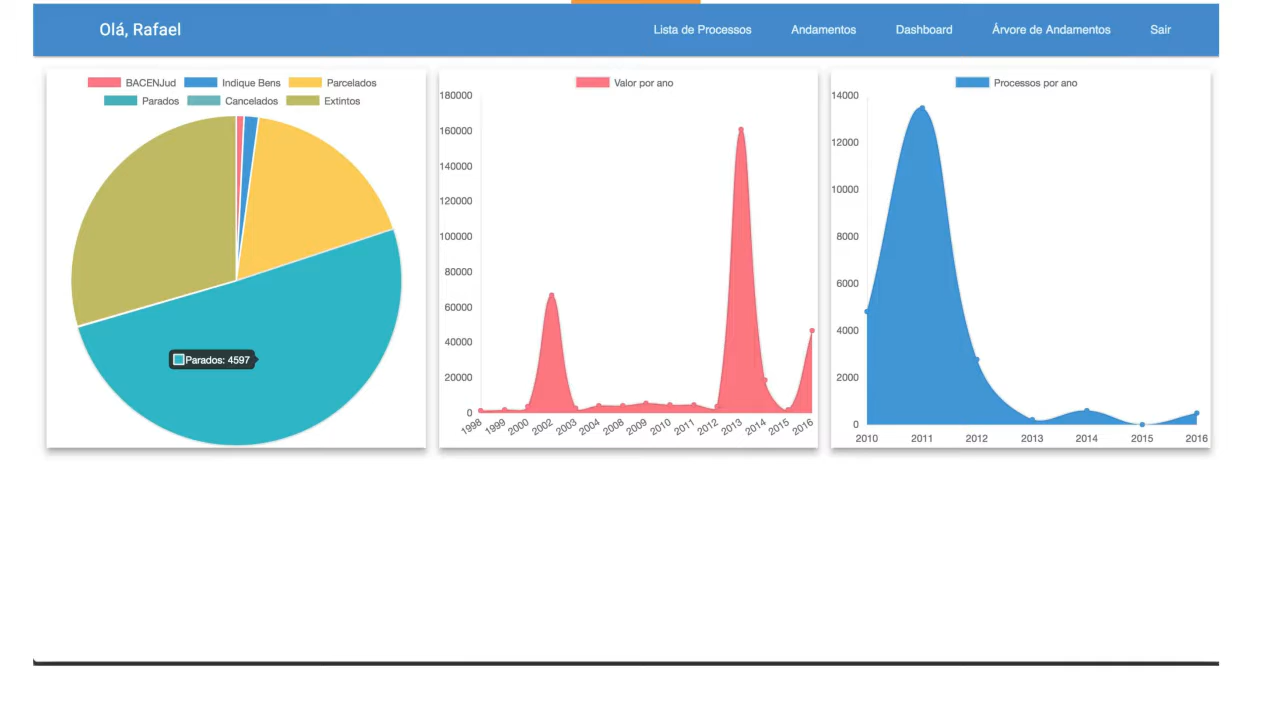 Olá, Rafael
Lista de Processos
Andamentos
Dashboard
Árvore de Andamentos
Sair
BACENJud
Indique Bens
Parcelados
Parados
Cancelados
Extintos
Parados: 4597
Valor por ano
180000
160000
140000
120000
100000
80000
60000
40000
20000
0
1998
1999
2000
2002
2003
2004
2008
2009
2010
2011
2012
2013
2014
2015
2016
Processos por ano
14000
12000
10000
8000
6000
4000
2000
0
2010
2011
2012
2013
2014
2015
2016